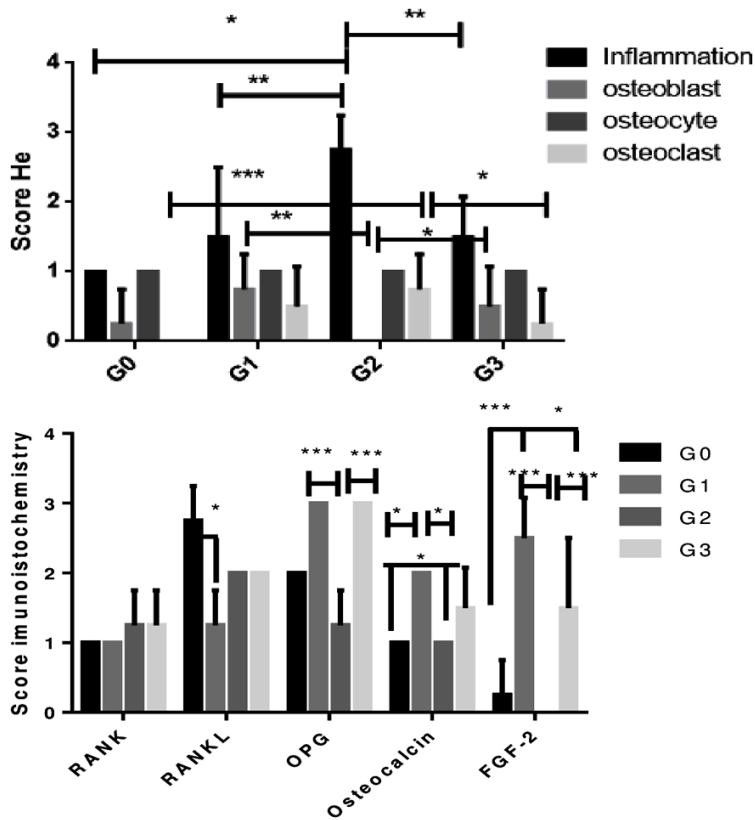 * **
4
Inflammation
**
osteoblast
3
osteocyte
osteoclast
Score He
2
*** *
** *
1
0
G0 G1 G2 G3
*** *
4
G0
*** ***
*** ***
G1
3
*
* *
G2
G3
Score imunoistochemistry
2
*
1
0
RANK RANKL OPG Osteocalcin FGF-2